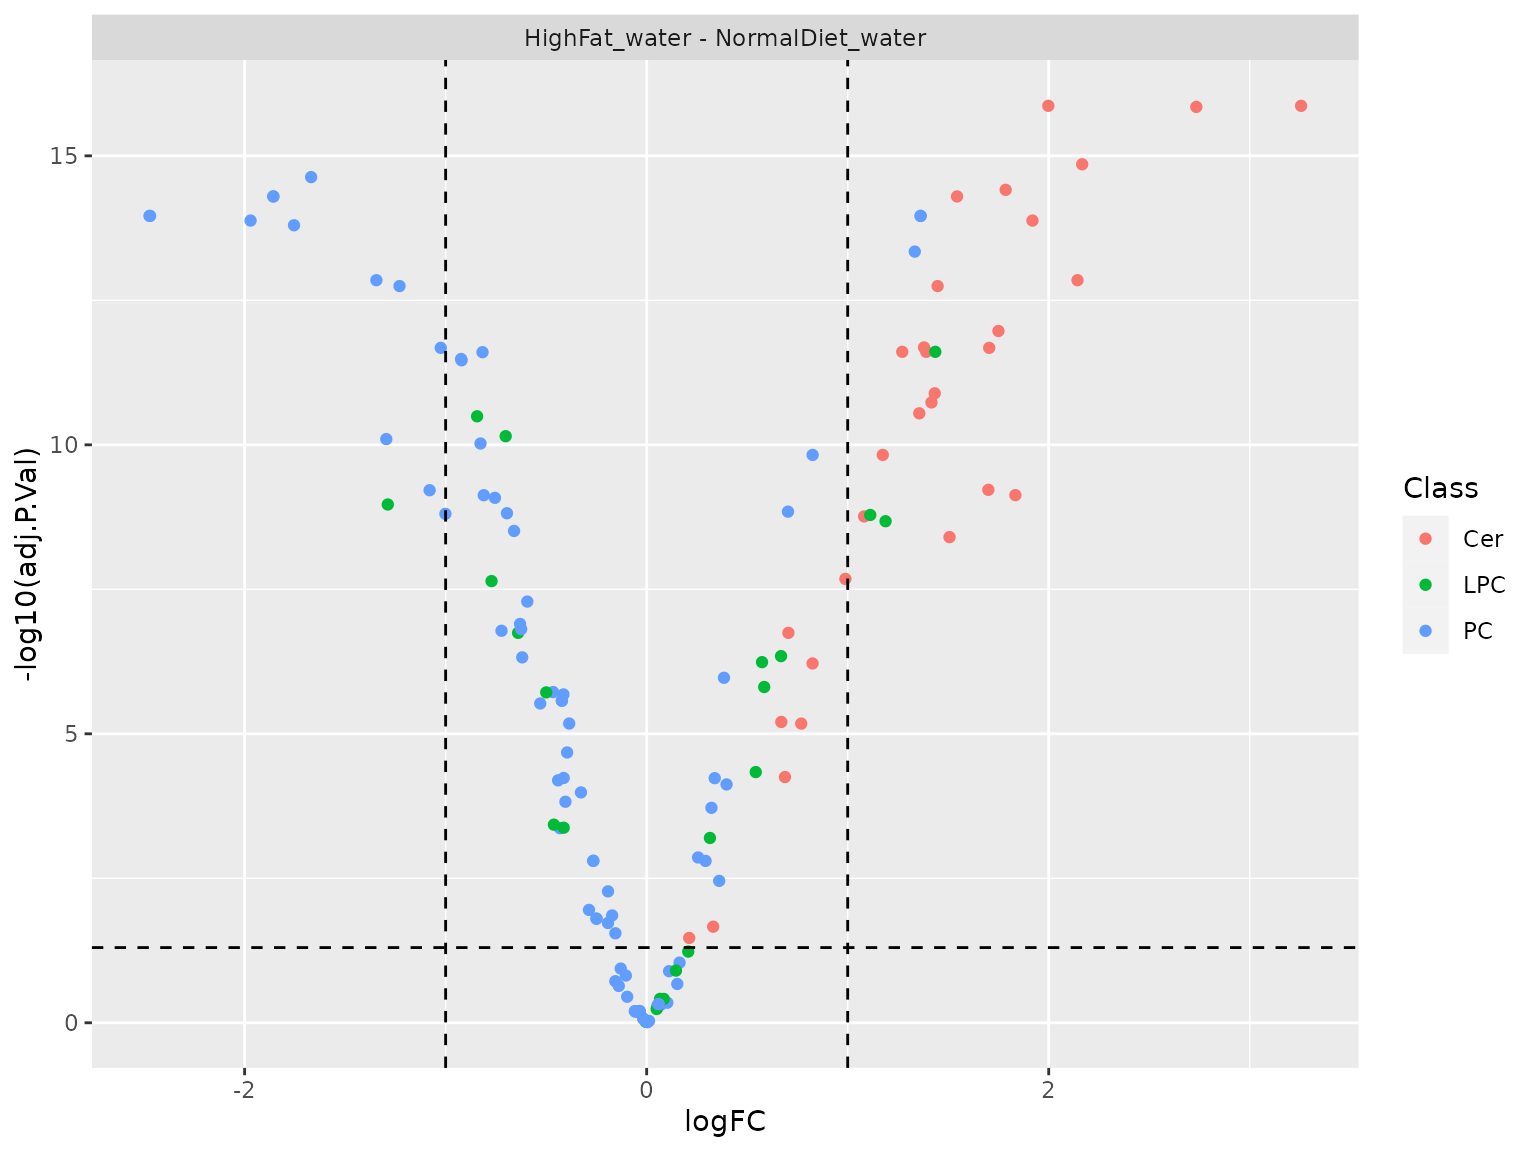 HighFat_water - NormalDiet_water
-log10(adj.P.Val)
15
10
5
0
-2
0
2
logFC
Class
Cer
LPC
PC